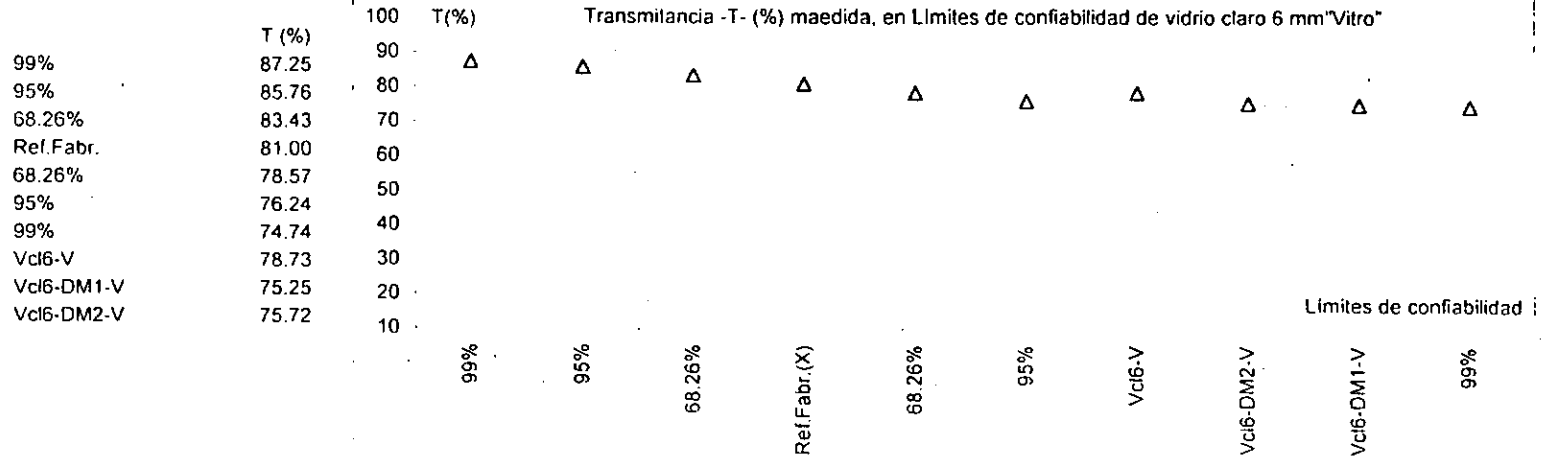 T (%)
99% 87.25
95% 85.76
68.26% 83.43
Ref.Fabr. 81.00
68.26% 78.57
95% 76.24
99% 74.74
Vcl6-V 78.73
Vcl6-DM1-V 75.25
Vcl6-DM2-V 75.72
T(%)
Transmitancia -T- (%) maedida, en Límites de confiabilidad de vidrio claro 6 mm"Vitro"
100
90
80
70
60
50
40
30
20
10
Límites de confiabilidad
99%
95%
68.26%
Ref.Fabr.(X)
68.26%
95%
Vcl6-V
Vcl6-DM2-V
Vcl6-DM1-V
99%